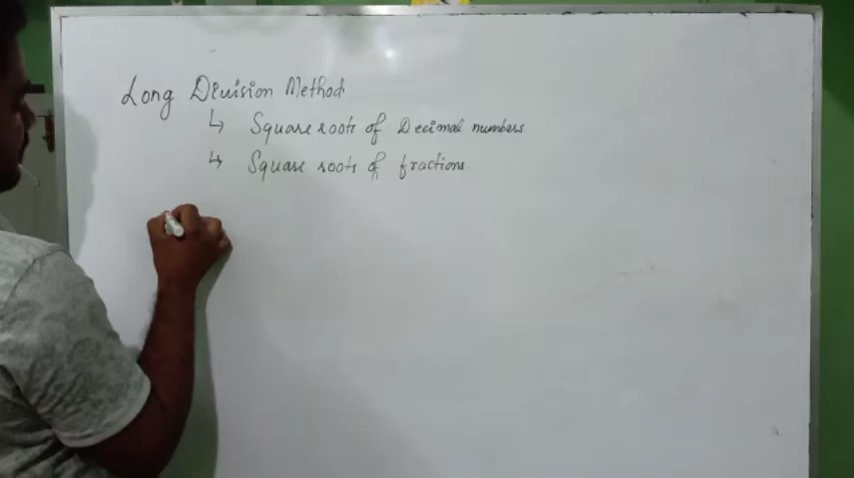 Long Division Method
↳ Square roots of Decimal numbers
↳ Square roots of fractions